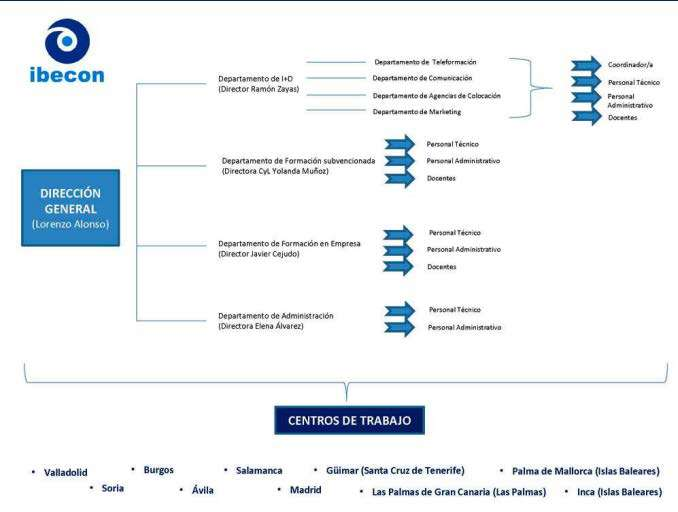 ibecon
DIRECCIÓN
GENERAL
(Lorenzo Alonso)
Departamento de I+D
(Director Ramón Zayas)
Departamento de Teleformación
Departamento de Comunicación
Departamento de Agencias de Colocación
Departamento de Marketing
Coordinador/a
Personal Técnico
Personal
Administrativo
Docentes
Departamento de Formación subvencionada
(Directora CyL Yolanda Muñoz)
Personal Técnico
Personal Administrativo
Docentes
Departamento de Formación en Empresa
(Director Javier Cejudo)
Personal Técnico
Personal Administrativo
Docentes
Departamento de Administración
(Directora Elena Álvarez)
Personal Técnico
Personal Administrativo
CENTROS DE TRABAJO
• Valladolid • Burgos • Salamanca • Güimar (Santa Cruz de Tenerife) • Palma de Mallorca (Islas Baleares)
• Soria • Ávila • Madrid • Las Palmas de Gran Canaria (Las Palmas) • Inca (Islas Baleares)